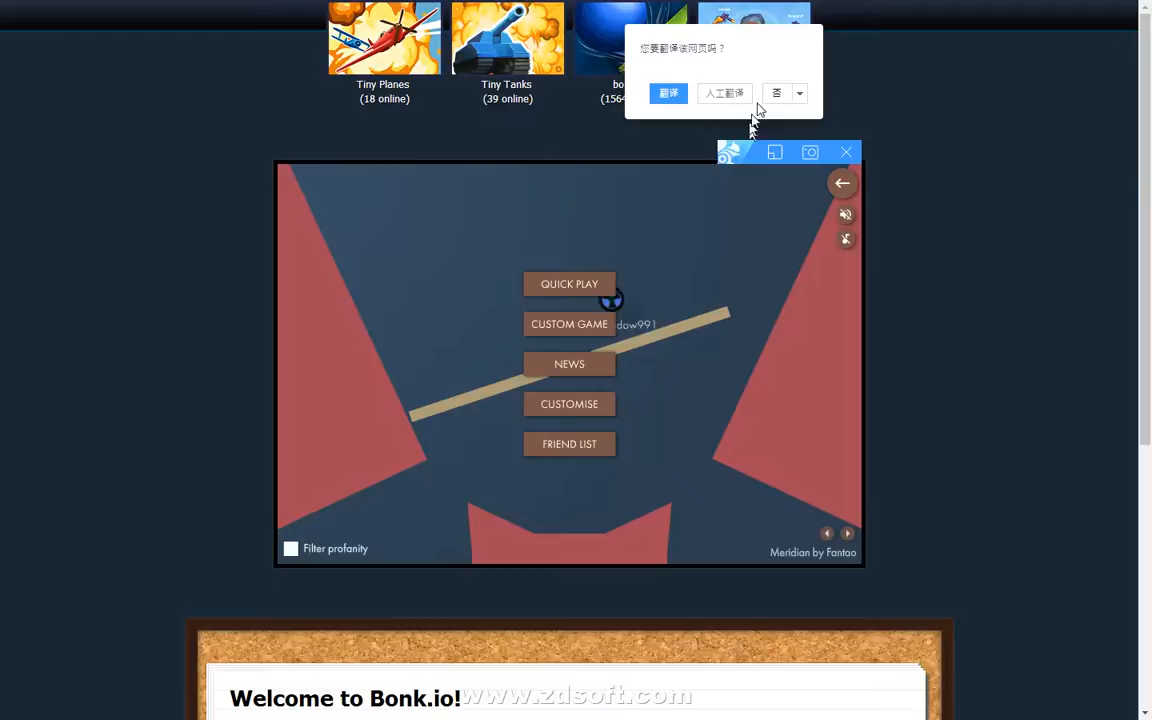 Tiny Planes
(18 online)
Tiny Tanks
(39 online)
bo
(1564
您要翻译该网页吗？
翻译
人工翻译
否
QUICK PLAY
CUSTOM GAME
dow991
NEWS
CUSTOMISE
FRIEND LIST
Filter profanity
Meridian by Fantao
Welcome to Bonk.io!
www.zdsoft.com